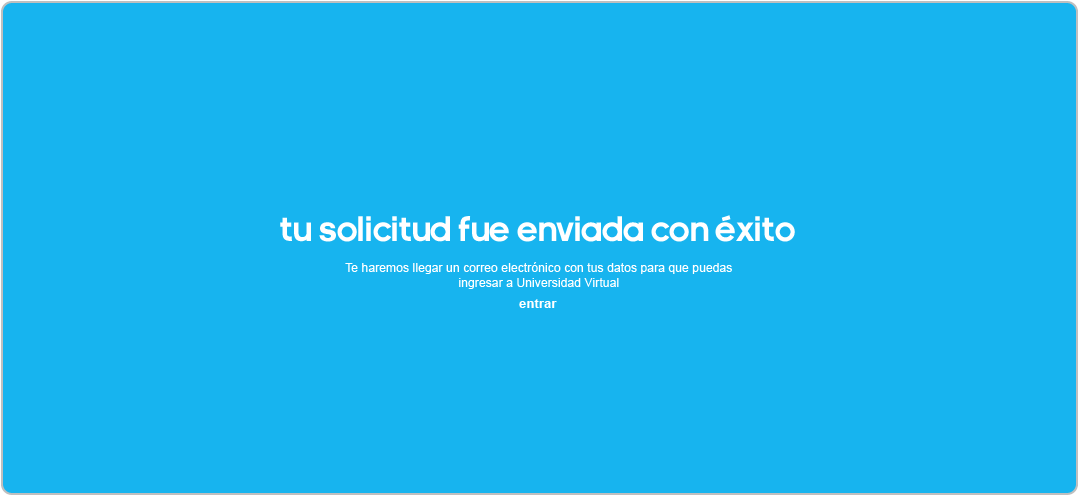 tu solicitud fue enviada con éxito
Te haremos llegar un correo electrónico con tus datos para que puedas
ingresar a Universidad Virtual
entrar